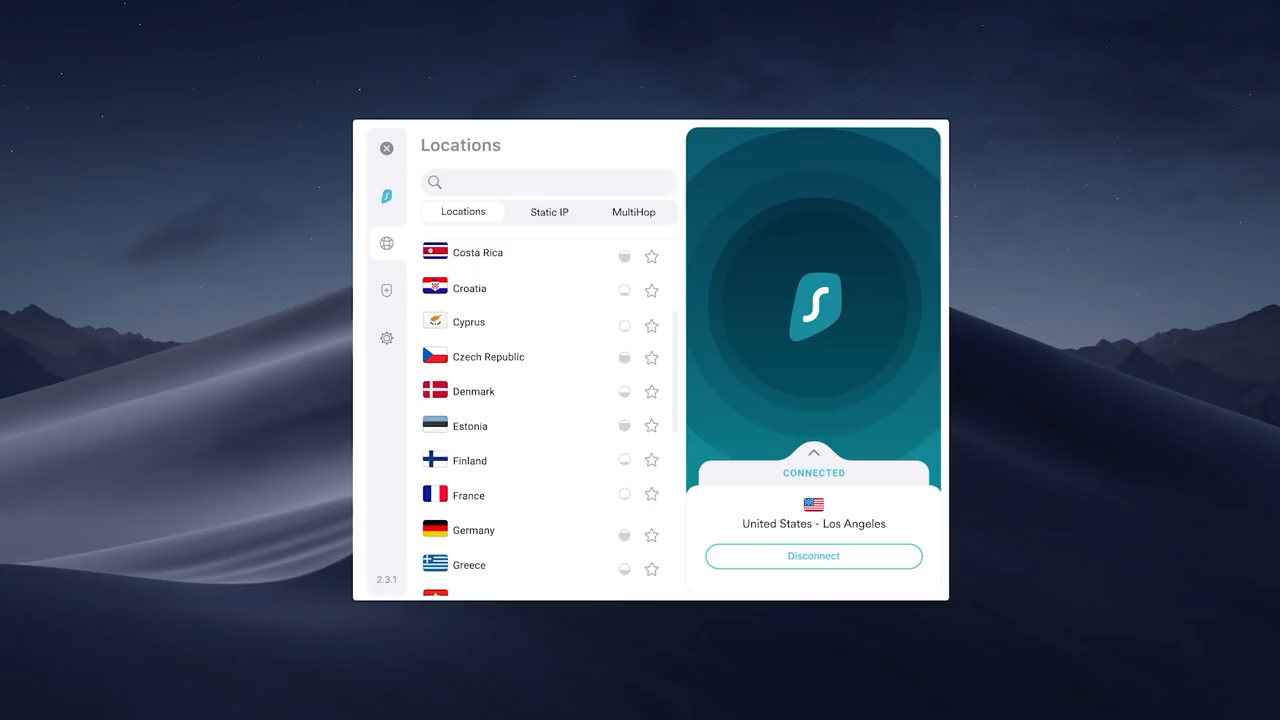 Locations
Locations
Static IP
MultiHop
Costa Rica
Croatia
Cyprus
Czech Republic
Denmark
Estonia
Finland
France
Germany
Greece
2.3.1
CONNECTED
United States - Los Angeles
Disconnect